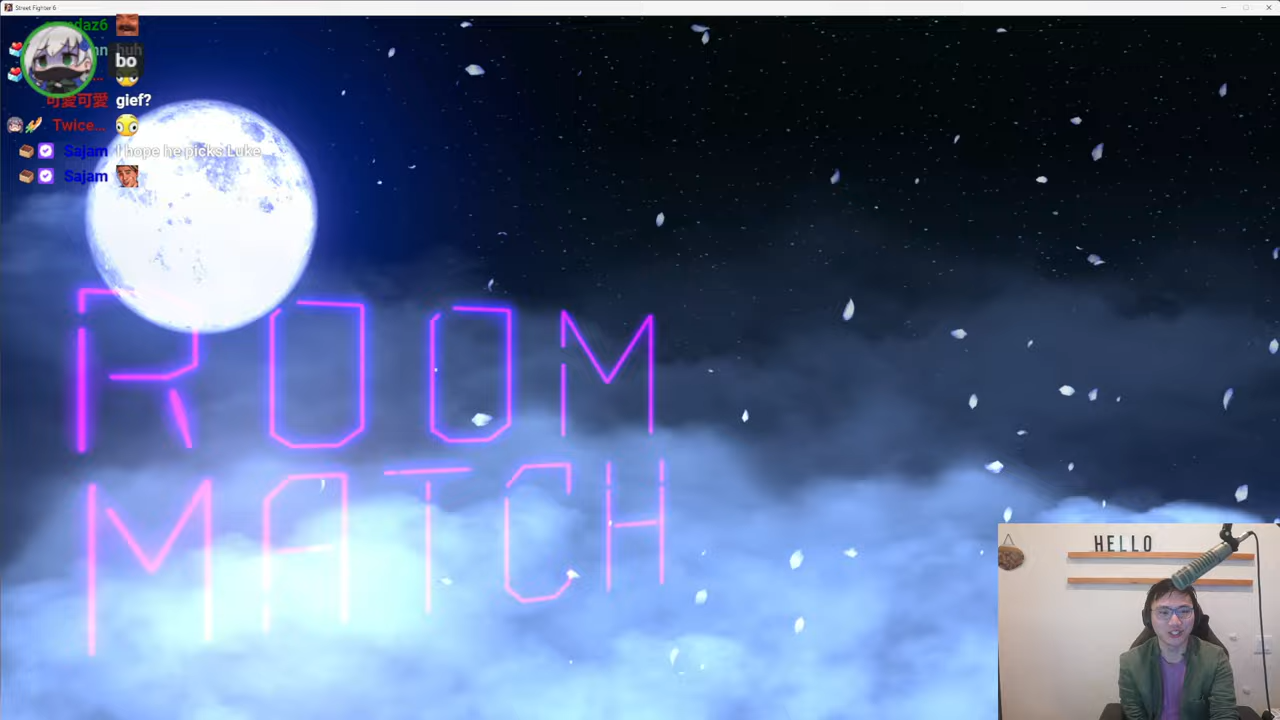 Street Fighter 6
huh
bo
可愛可愛 gief?
Twice...
Sajam I hope he picks Luke
Sajam
ROOM
MATCH
HELLO